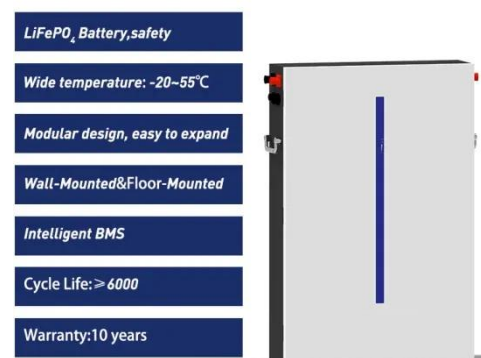 LiFePO₄ Battery,safety
Wide temperature: -20~55℃
Modular design, easy to expand
Wall-Mounted&Floor-Mounted
Intelligent BMS
Cycle Life:≥6000
Warranty:10 years